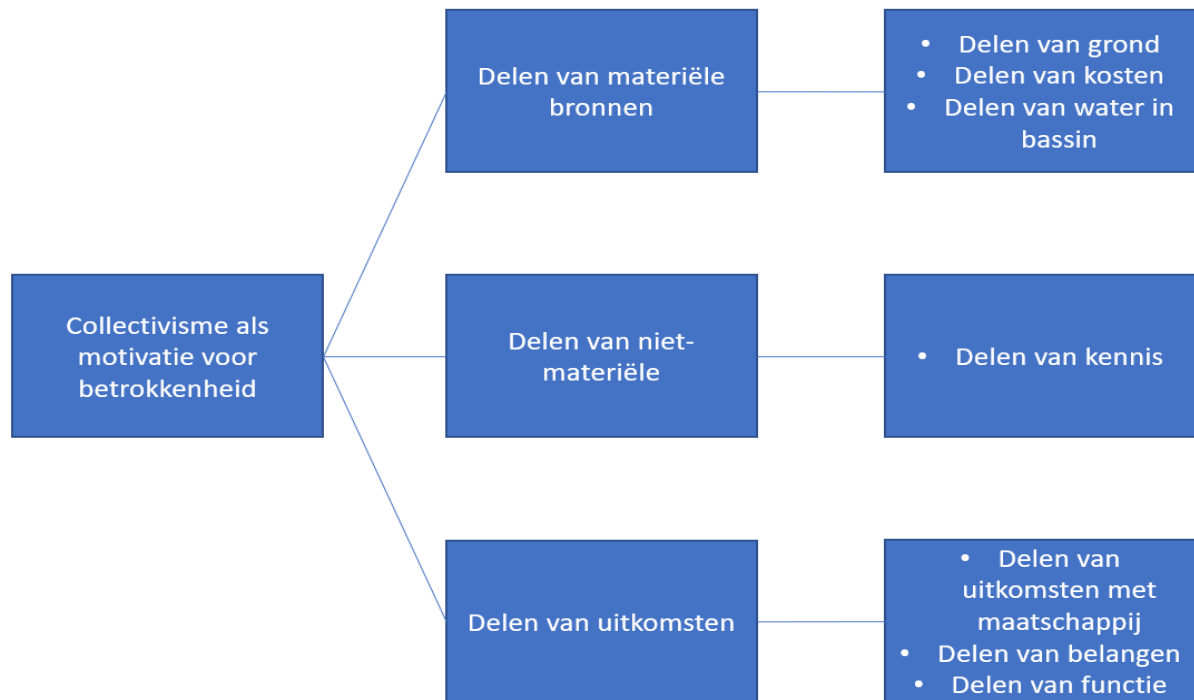 Collectivisme als
motivatie voor
betrokkenheid
Delen van materiële
bronnen
• Delen van grond
• Delen van kosten
• Delen van water in
bassin
Delen van niet-
materiële
• Delen van kennis
Delen van uitkomsten
• Delen van
uitkomsten met
maatschappij
• Delen van belangen
• Delen van functie